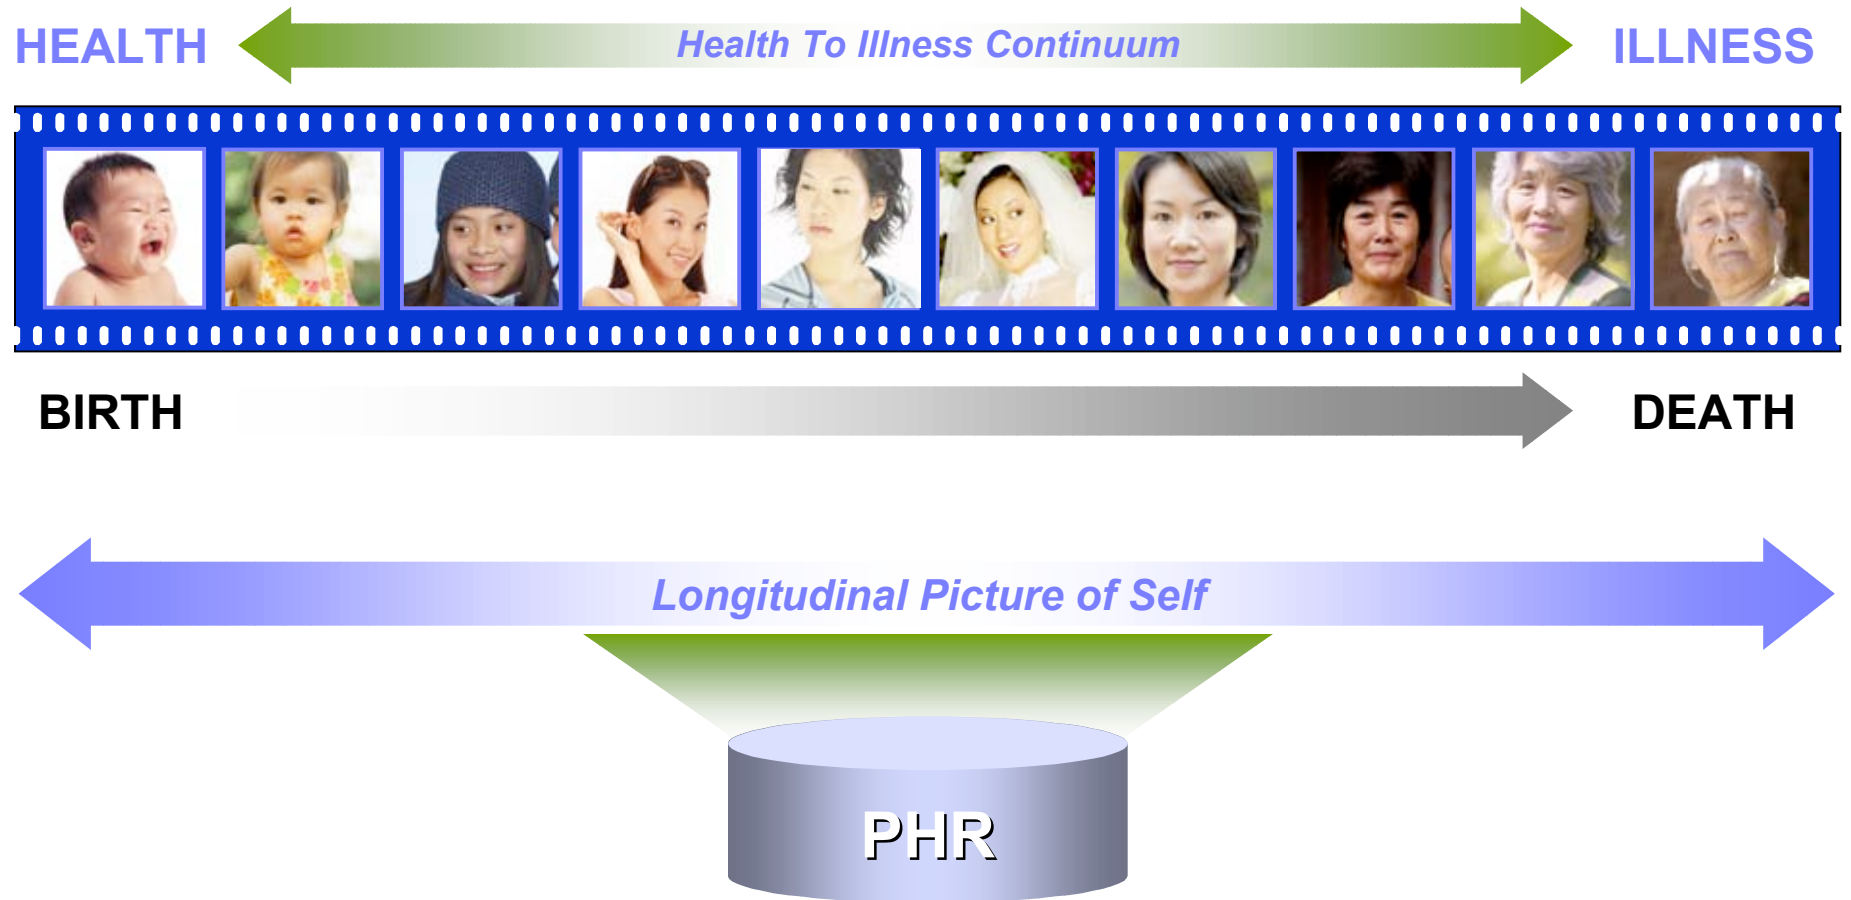 HEALTH
Health To Illness Continuum
ILLNESS
BIRTH
DEATH
Longitudinal Picture of Self
PHR